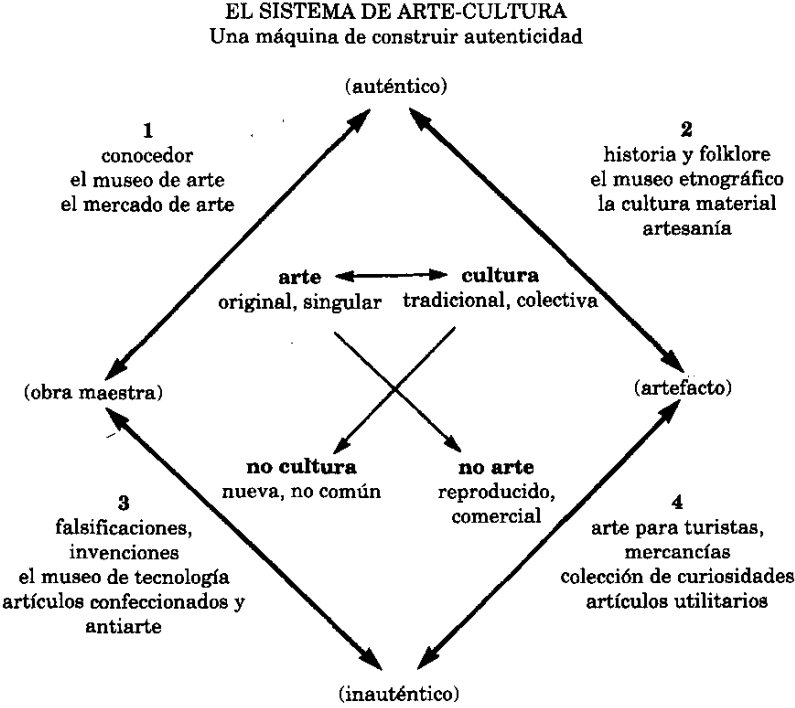 EL SISTEMA DE ARTE-CULTURA
Una máquina de construir autenticidad
(auténtico)
1
conocedor
el museo de arte
el mercado de arte
2
historia y folklore
el museo etnográfico
la cultura material
artesanía
arte
original, singular
cultura
tradicional, colectiva
(obra maestra)
(artefacto)
no cultura
nueva, no común
no arte
reproducido,
comercial
3
falsificaciones,
invenciones
el museo de tecnología
artículos confeccionados y
antiarte
4
arte para turistas,
mercancías
colección de curiosidades
artículos utilitarios
(inauténtico)